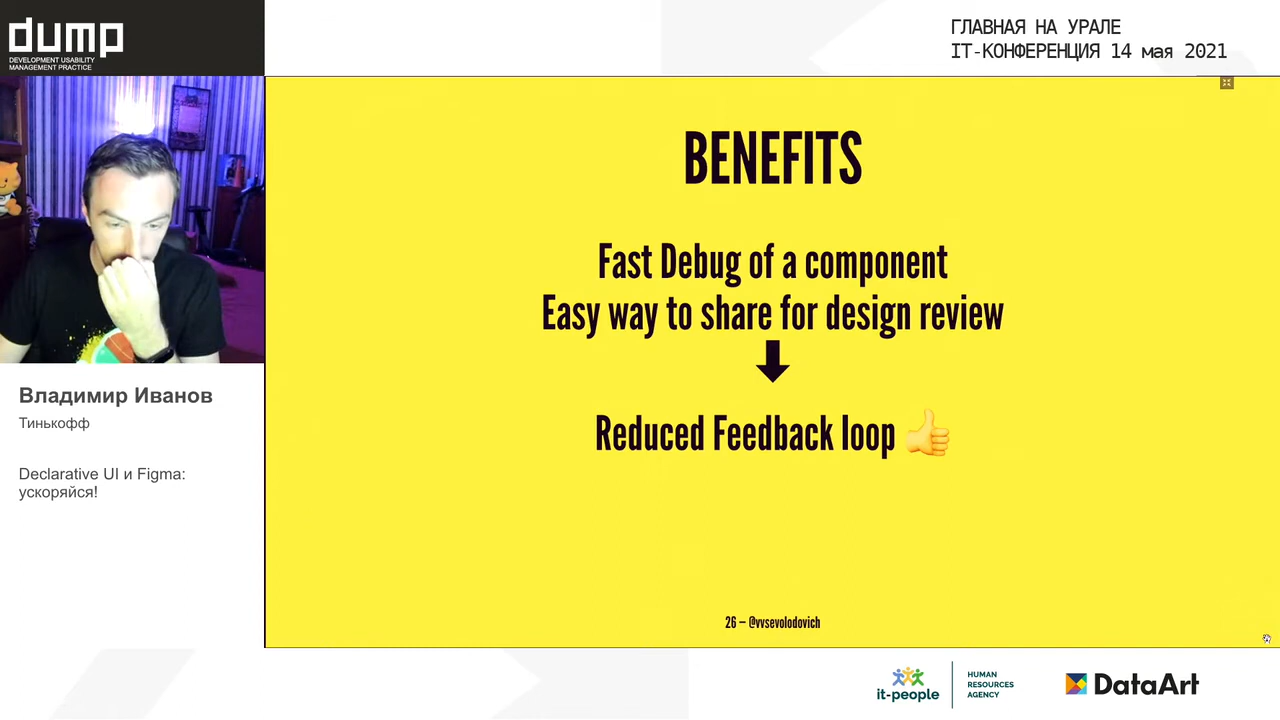 dump
DEVELOPMENT USABILITY
MANAGEMENT PRACTICE
ГЛАВНАЯ НА УРАЛЕ
IT-КОНФЕРЕНЦИЯ 14 мая 2021
BENEFITS
Fast Debug of a component
Easy way to share for design review
Reduced Feedback loop 👍
26 – @vvsevolodovich
Владимир Иванов
Тинькофф
Declarative UI и Figma:
ускоряйся!
it-people
HUMAN
RESOURCES
AGENCY
DataArt